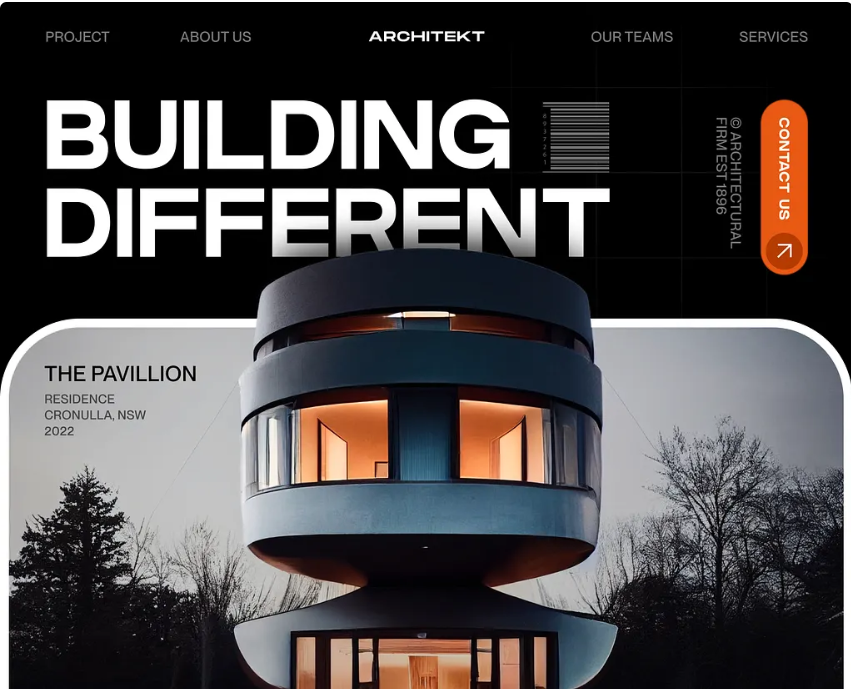 PROJECT
ABOUT US
ARCHITEKT
OUR TEAMS
SERVICES
BUILDING
DIFFERENT
© ARCHITECTURAL
FIRM EST 1896
CONTACT US
THE PAVILLION
RESIDENCE
CRONULLA, NSW
2022